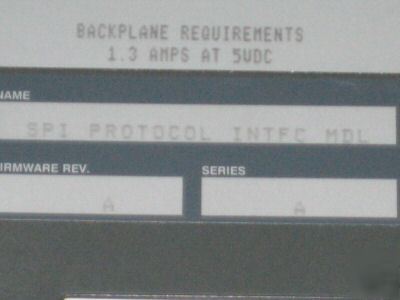 BACKPLANE REQUIREMENTS
1.3 AMPS AT 5VDC
NAME
SPI PROTOCOL INTFC MDL
IRMWARE REV. SERIES
A A